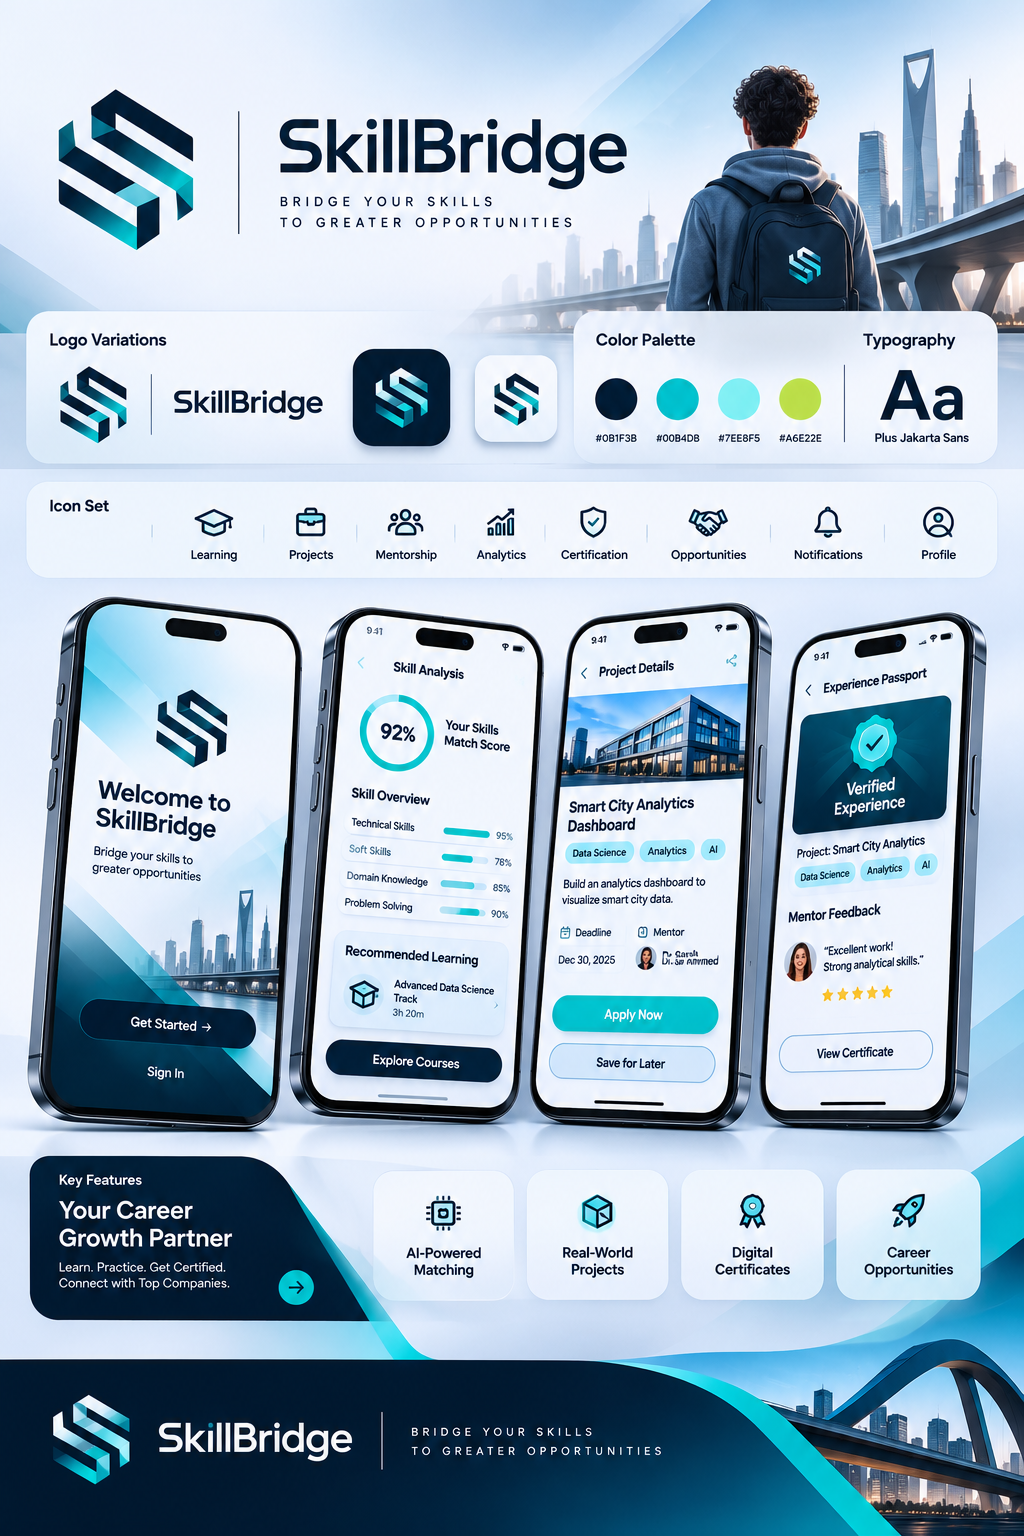 SkillBridge
BRIDGE YOUR SKILLS
TO GREATER OPPORTUNITIES
Logo Variations
SkillBridge
Color Palette
#0B1F3B
#00B4DB
#7EE8F5
#A6E22E
Typography
Aa
Plus Jakarta Sans
Icon Set
Learning
Projects
Mentorship
Analytics
Certification
Opportunities
Notifications
Profile
Welcome to
SkillBridge
Bridge your skills to
greater opportunities
Get Started →
Sign In
9:41
Skill Analysis
92%
Your Skills
Match Score
Skill Overview
Technical Skills 95%
Soft Skills 78%
Domain Knowledge 85%
Problem Solving 90%
Recommended Learning
Advanced Data Science
Track
3h 20m
Explore Courses
9:41
Project Details
Smart City Analytics
Dashboard
Data Science Analytics AI
Build an analytics dashboard to
visualize smart city data.
Deadline
Dec 30, 2025
Mentor
Apply Now
Save for Later
9:41
Experience Passport
Verified
Experience
Project: Smart City Analytics
Data Science Analytics AI
Mentor Feedback
“Excellent work!
Strong analytical skills.”
View Certificate
Key Features
Your Career
Growth Partner
Learn. Practice. Get Certified.
Connect with Top Companies.
AI-Powered
Matching
Real-World
Projects
Digital
Certificates
Career
Opportunities
SkillBridge
BRIDGE YOUR SKILLS
TO GREATER OPPORTUNITIES